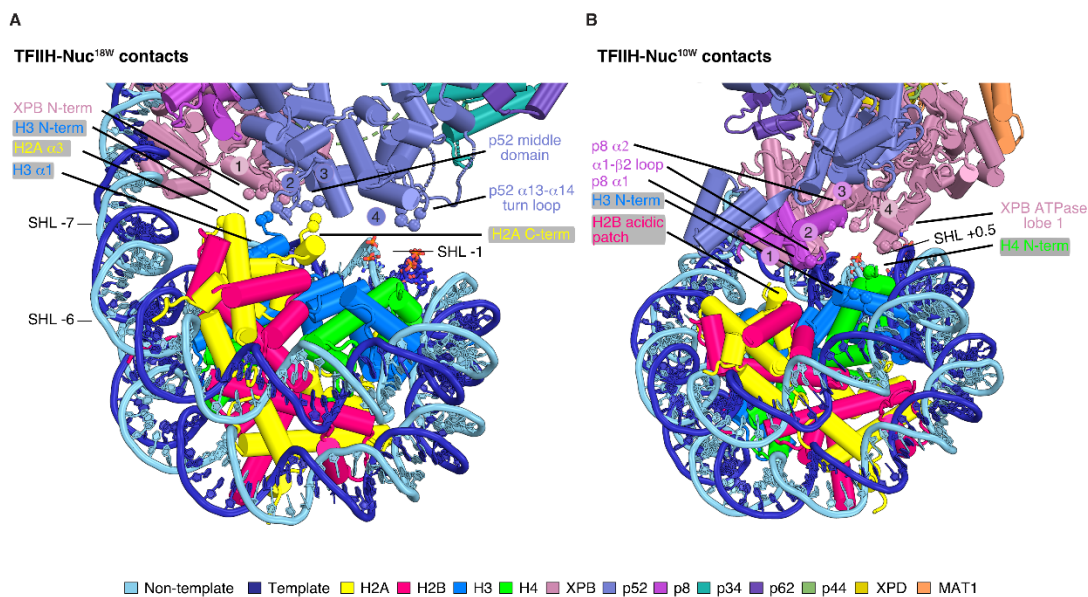 A
B
TFIIH-Nuc18W contacts
TFIIH-Nuc10W contacts
XPB N-term
H3 N-term
H2A α3
H3 α1
SHL -7
SHL -6
1
2
3
4
p52 middle
domain
p52 α13-α14
turn loop
H2A C-term
SHL -1
p8 α2
α1-β2 loop
p8 α1
H3 N-term
H2B acidic
patch
3
4
2
1
XPB ATPase
lobe 1
SHL +0.5
H4 N-term
Non-template Template H2A H2B H3 H4 XPB p52 p8 p34 p62 p44 XPD MAT1